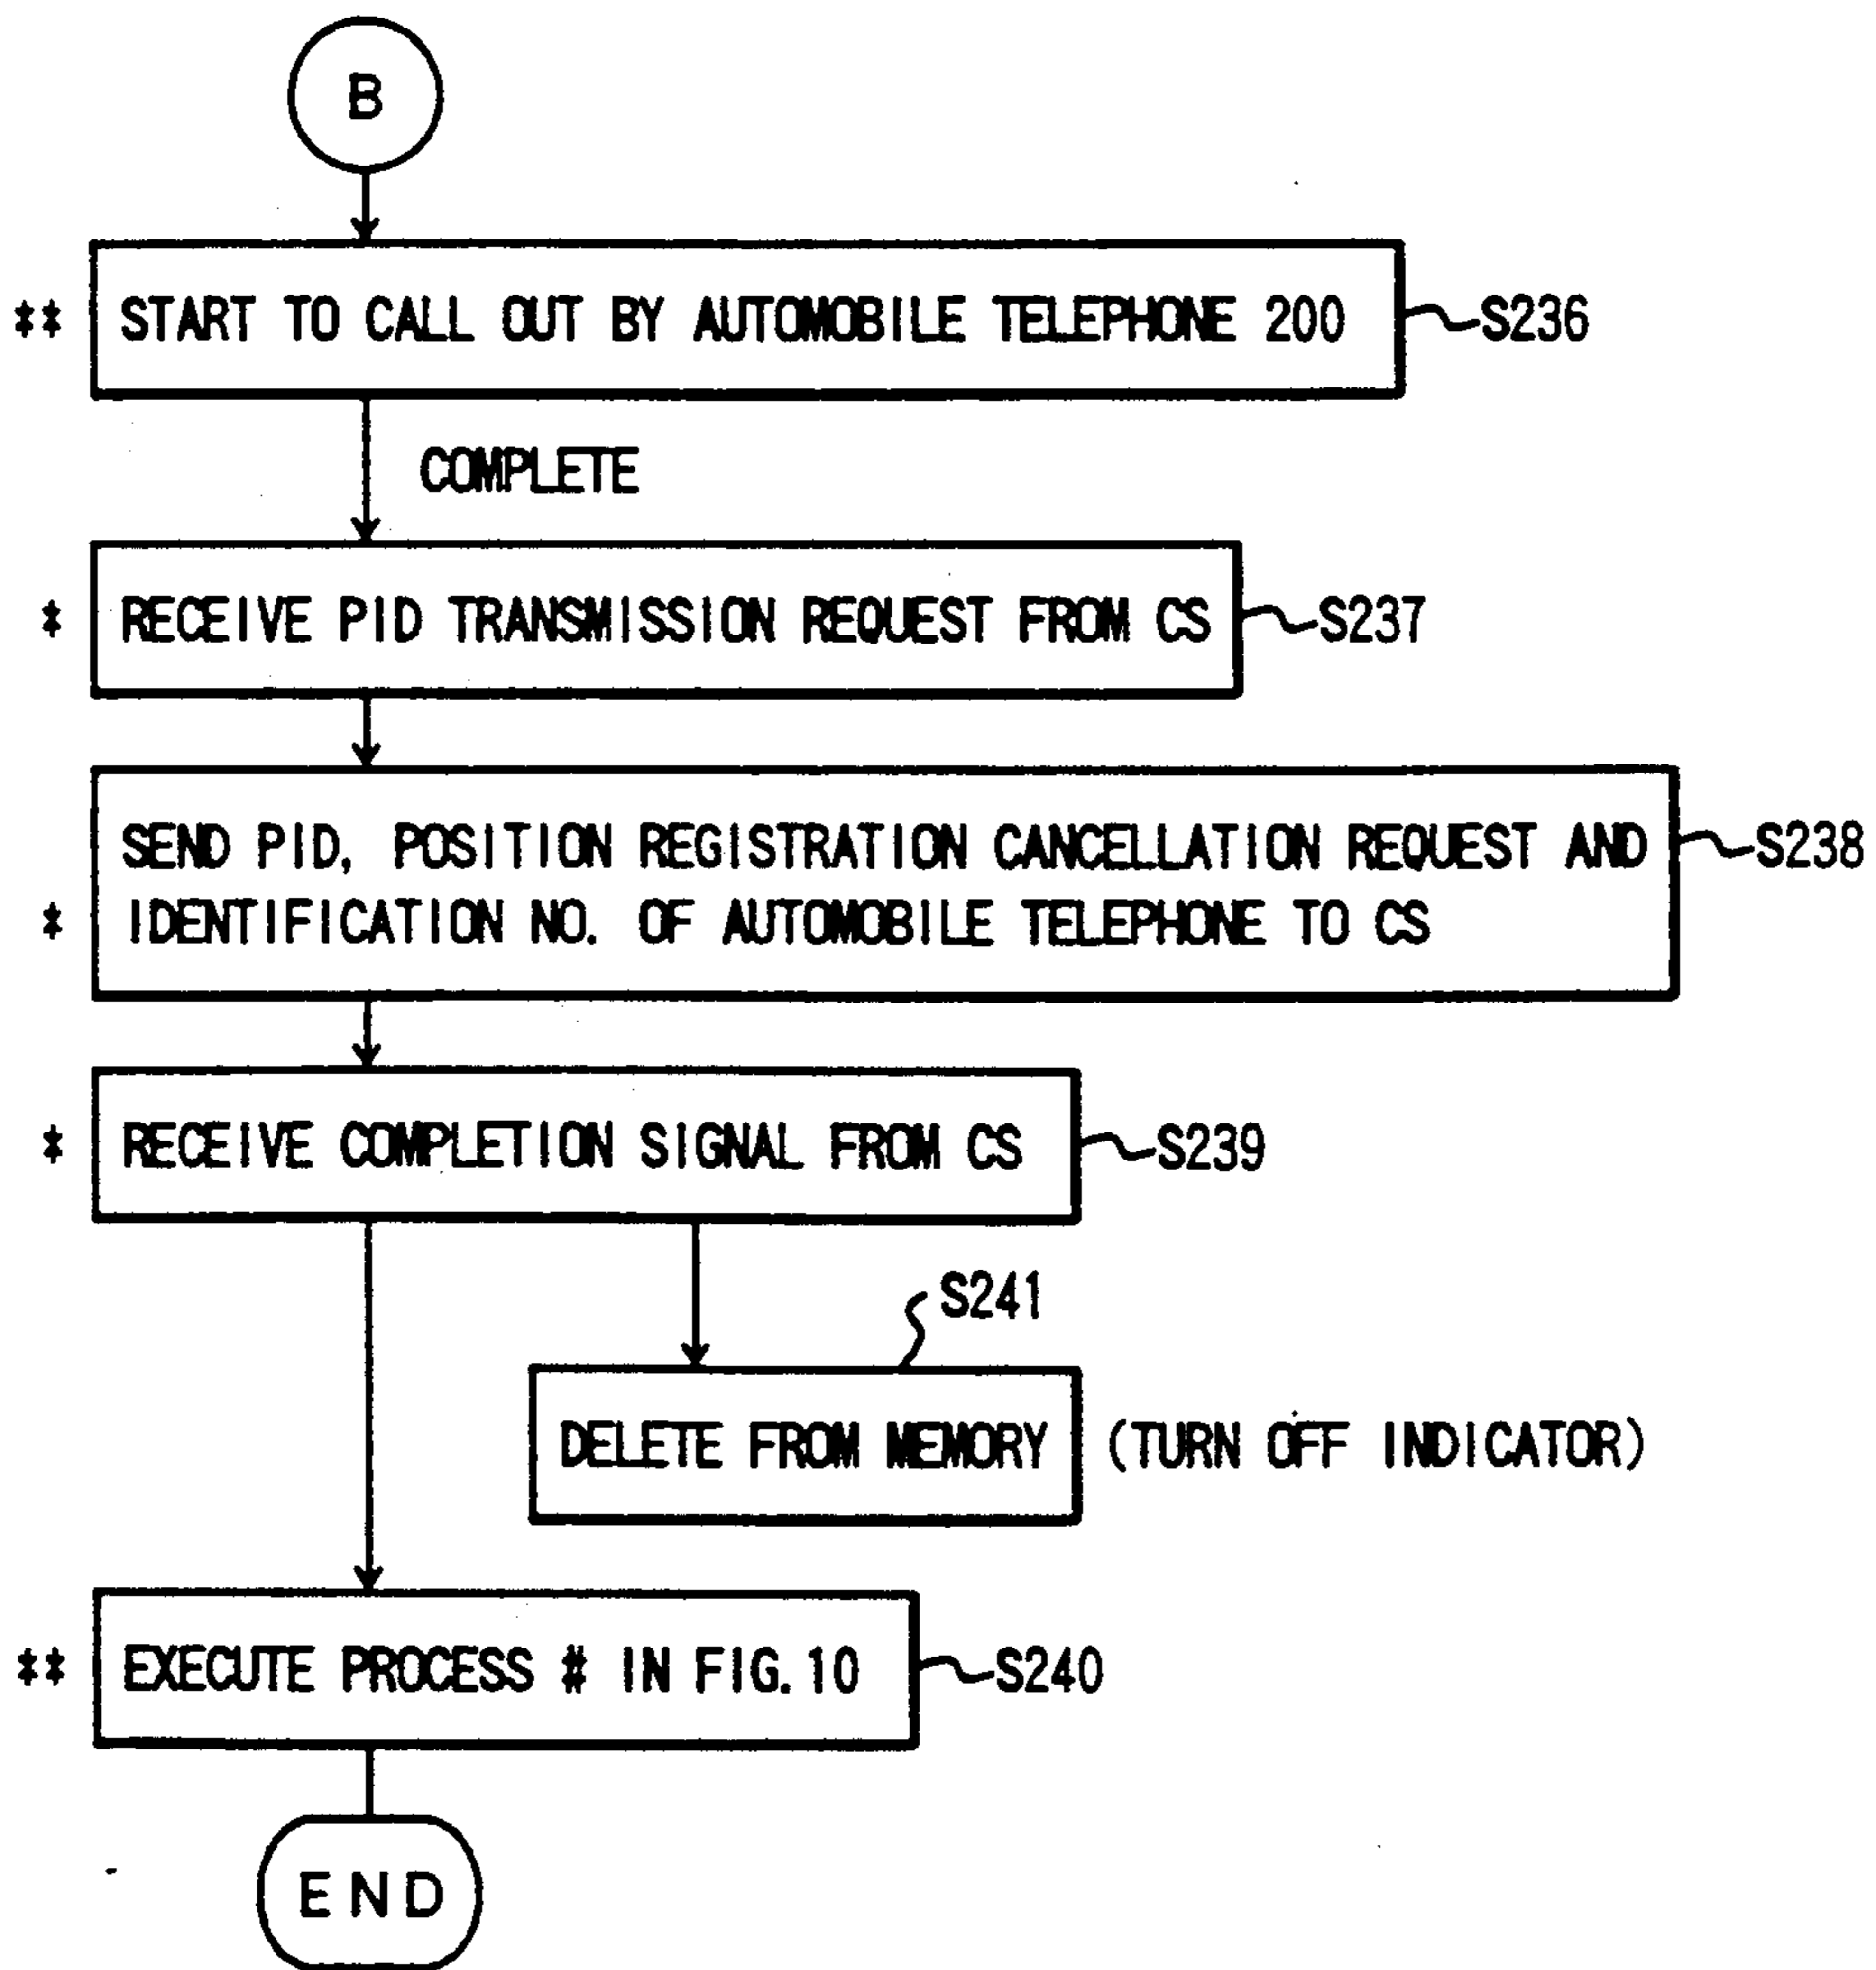 B
** START TO CALL OUT BY AUTOMOBILE TELEPHONE 200 S236
COMPLETE
* RECEIVE PID TRANSMISSION REQUEST FROM CS S237
SEND PID, POSITION REGISTRATION CANCELLATION REQUEST AND S238
* IDENTIFICATION NO. OF AUTOMOBILE TELEPHONE TO CS
* RECEIVE COMPLETION SIGNAL FROM CS S239
S241
DELETE FROM MEMORY (TURN OFF INDICATOR)
** EXECUTE PROCESS # IN FIG.10 S240
END